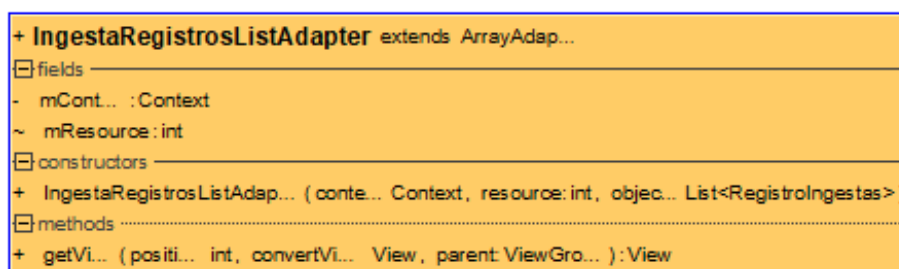 + IngestaRegistrosListAdapter extends ArrayAdap...
fields
- mCont... :Context
~ mResource:int
constructors
+ IngestaRegistrosListAdap... (conte... Context, resource:int, objec... List<RegistroIngestas>)
methods
+ getVi... (positi... int, convertVi... View, parent:ViewGro... ):View